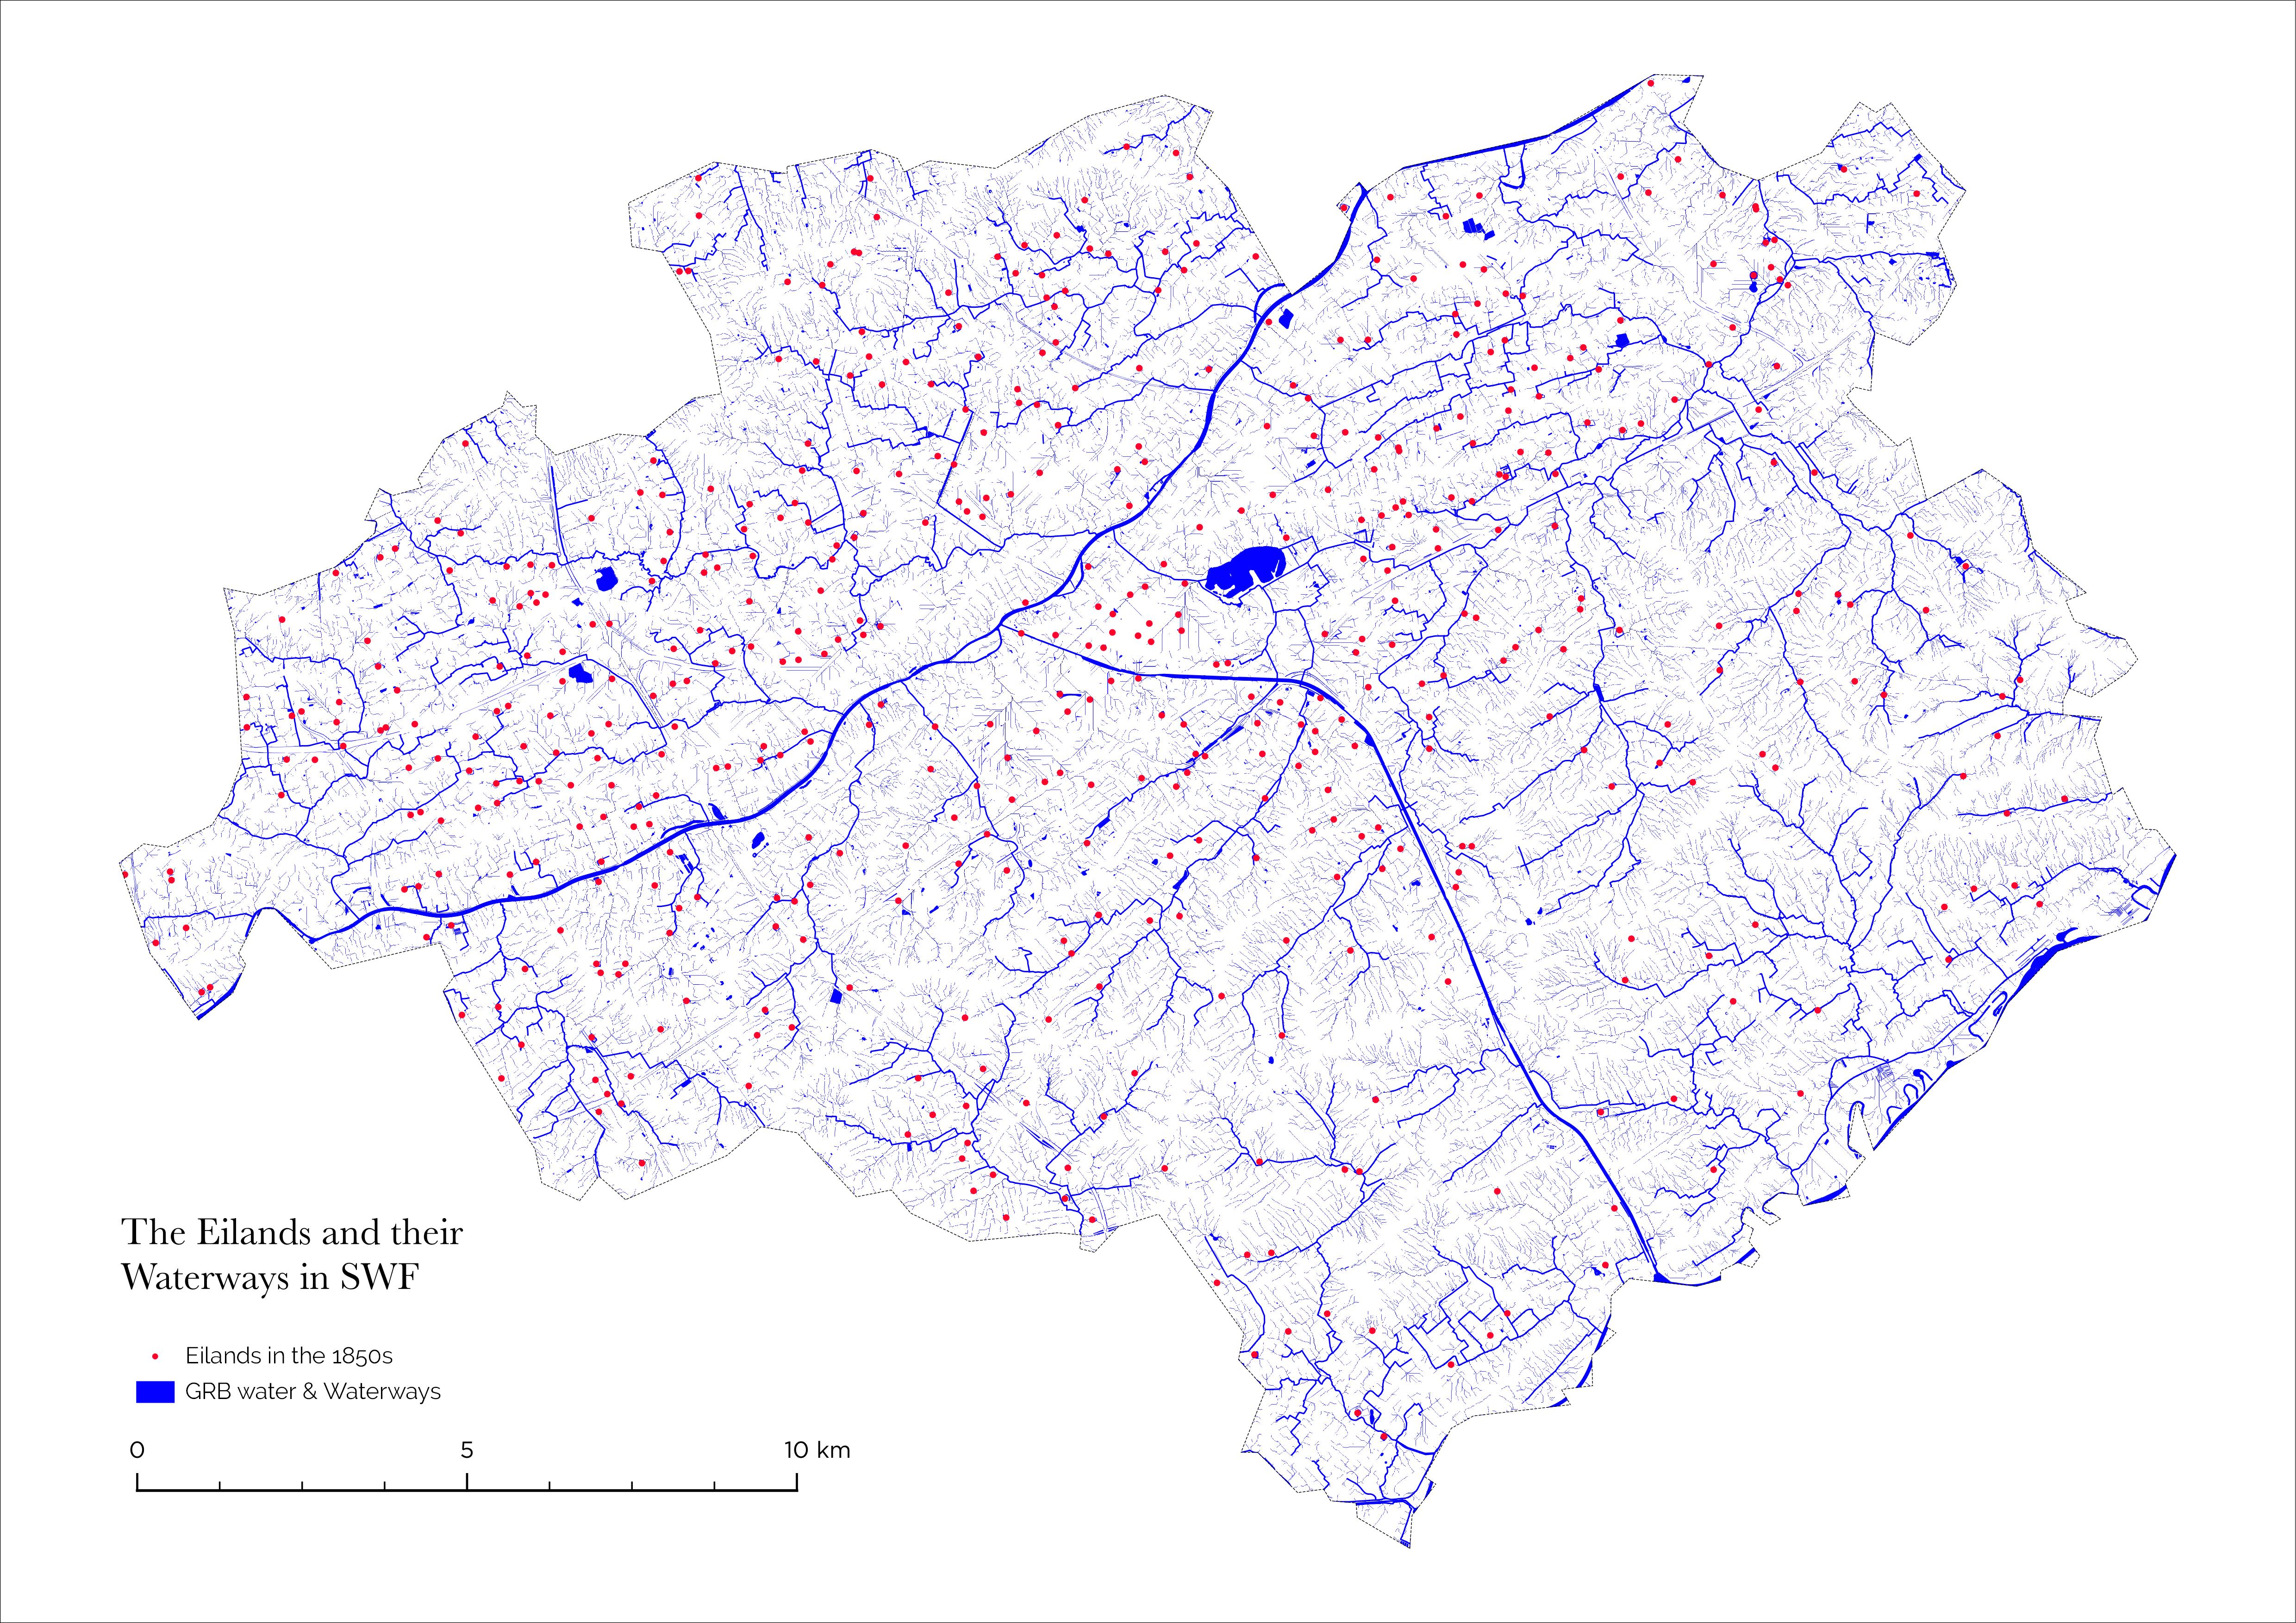 The Eilands and their
Waterways in SWF
Eilands in the 1850s
GRB water & Waterways
0 5 10 km